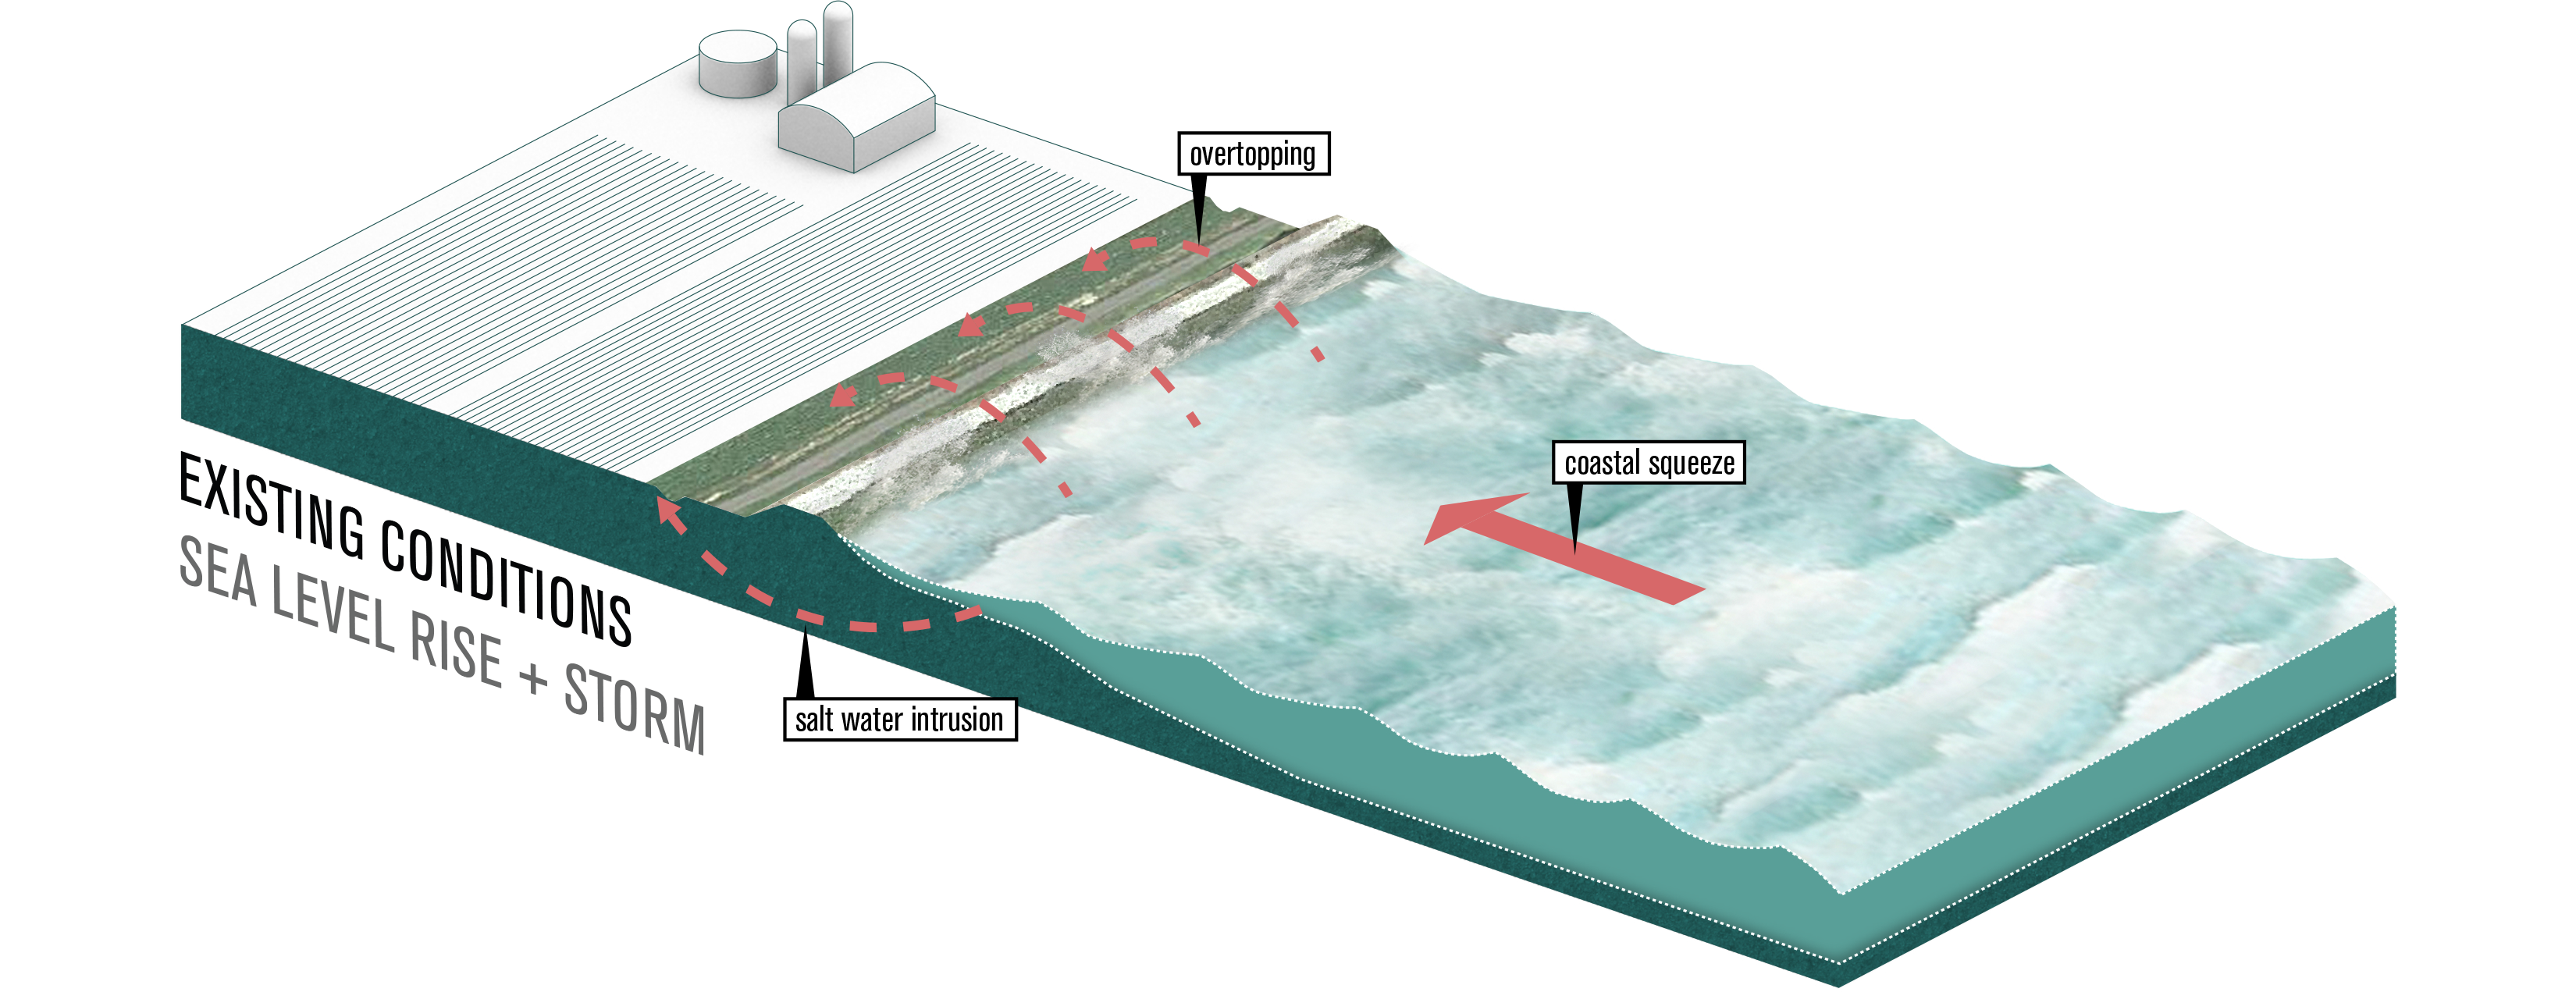 overtopping
coastal squeeze
EXISTING CONDITIONS
SEA LEVEL RISE + STORM
salt water intrusion